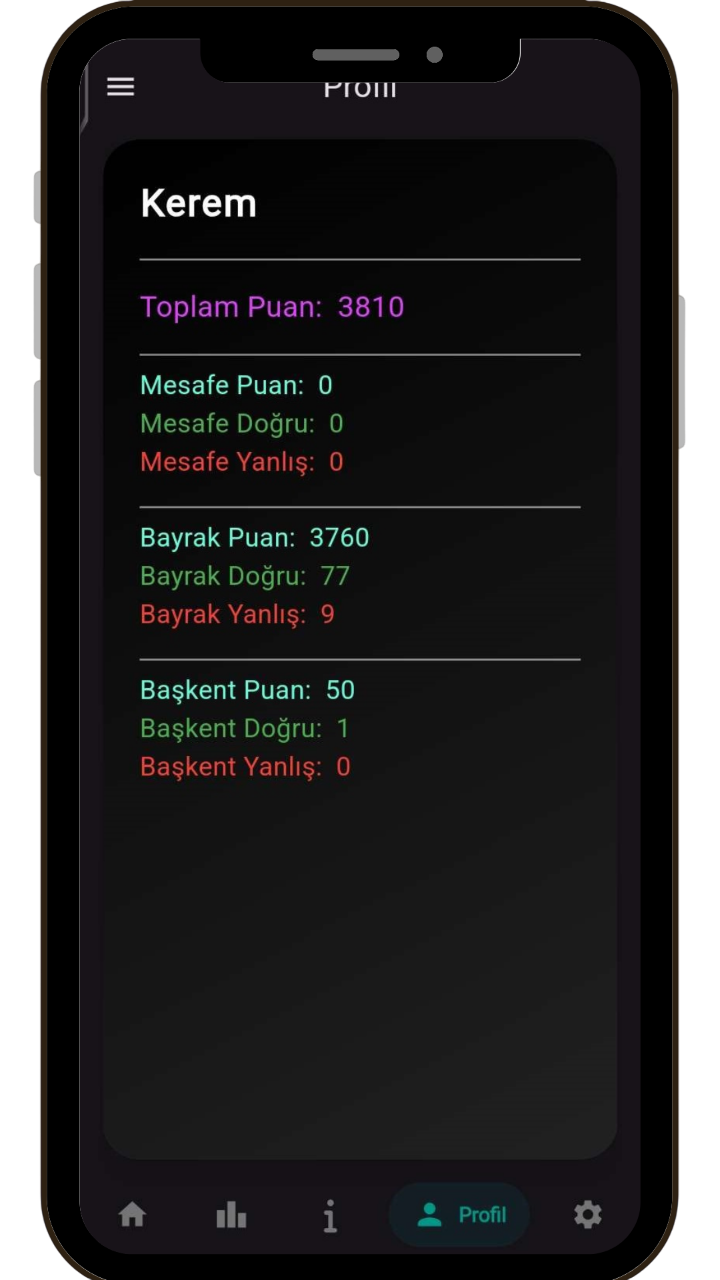 Profil
Kerem
Toplam Puan: 3810
Mesafe Puan: 0
Mesafe Doğru: 0
Mesafe Yanlış: 0
Bayrak Puan: 3760
Bayrak Doğru: 77
Bayrak Yanlış: 9
Başkent Puan: 50
Başkent Doğru: 1
Başkent Yanlış: 0
Profil